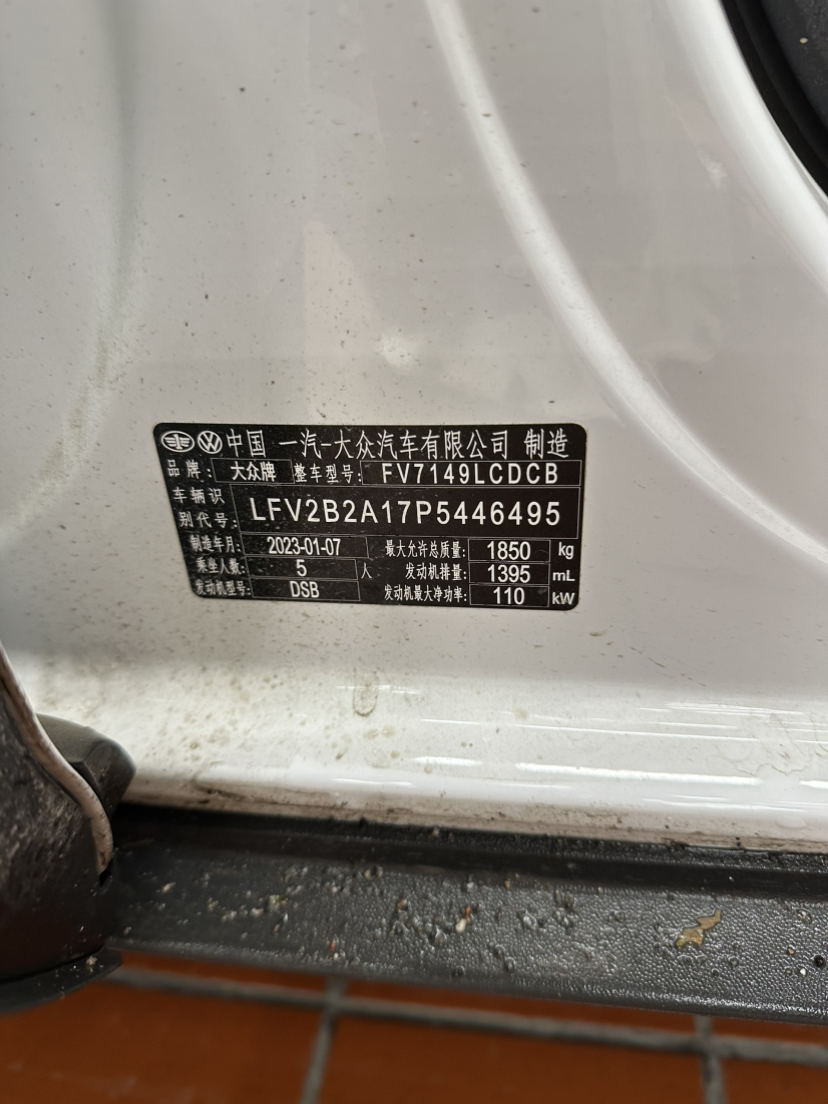 中国 一汽-大众汽车有限公司 制造
品牌: 大众牌 整车型号: FV7149LCDCB
车辆识别代号: LFV2B2A17P5446495
制造年月: 2023-01-07 最大允许总质量: 1850 kg
乘坐人数: 5 人 发动机排量: 1395 mL
发动机型号: DSB 发动机最大净功率: 110 kW